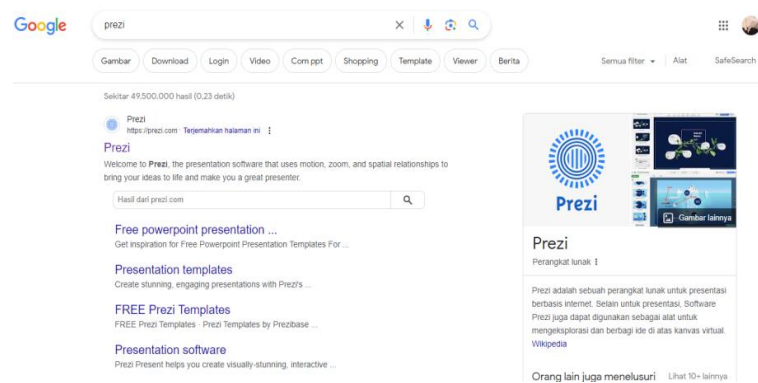 Google
prezi
Gambar Download Login Video Com ppt Shopping Template Viewer Berita Semua filter Alat SafeSearch
Sekitar 49.500.000 hasil (0,23 detik)
Prezi
https://prezi.com · Terjemahkan halaman ini
Prezi
Welcome to Prezi, the presentation software that uses motion, zoom, and spatial relationships to
bring your ideas to life and make you a great presenter.
Hasil dari prezi.com
Free powerpoint presentation ...
Get inspiration for Free Powerpoint Presentation Templates For ...
Presentation templates
Create stunning, engaging presentations with Prezi's ...
FREE Prezi Templates
FREE Prezi Templates · Prezi Templates by Prezibase ...
Presentation software
Prezi Present helps you create visually-stunning, interactive ...
Prezi
Gambar lainnya
Prezi
Perangkat lunak
Prezi adalah sebuah perangkat lunak untuk presentasi
berbasis internet. Selain untuk presentasi, Software
Prezi juga dapat digunakan sebagai alat untuk
mengeksplorasi dan berbagi ide di atas kanvas virtual.
Wikipedia
Orang lain juga menelusuri Lihat 10+ lainnya